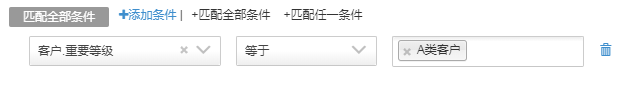 匹配全部条件 +添加条件 | +匹配全部条件 +匹配任一条件
客户.重要等级 × 等于 × A类客户